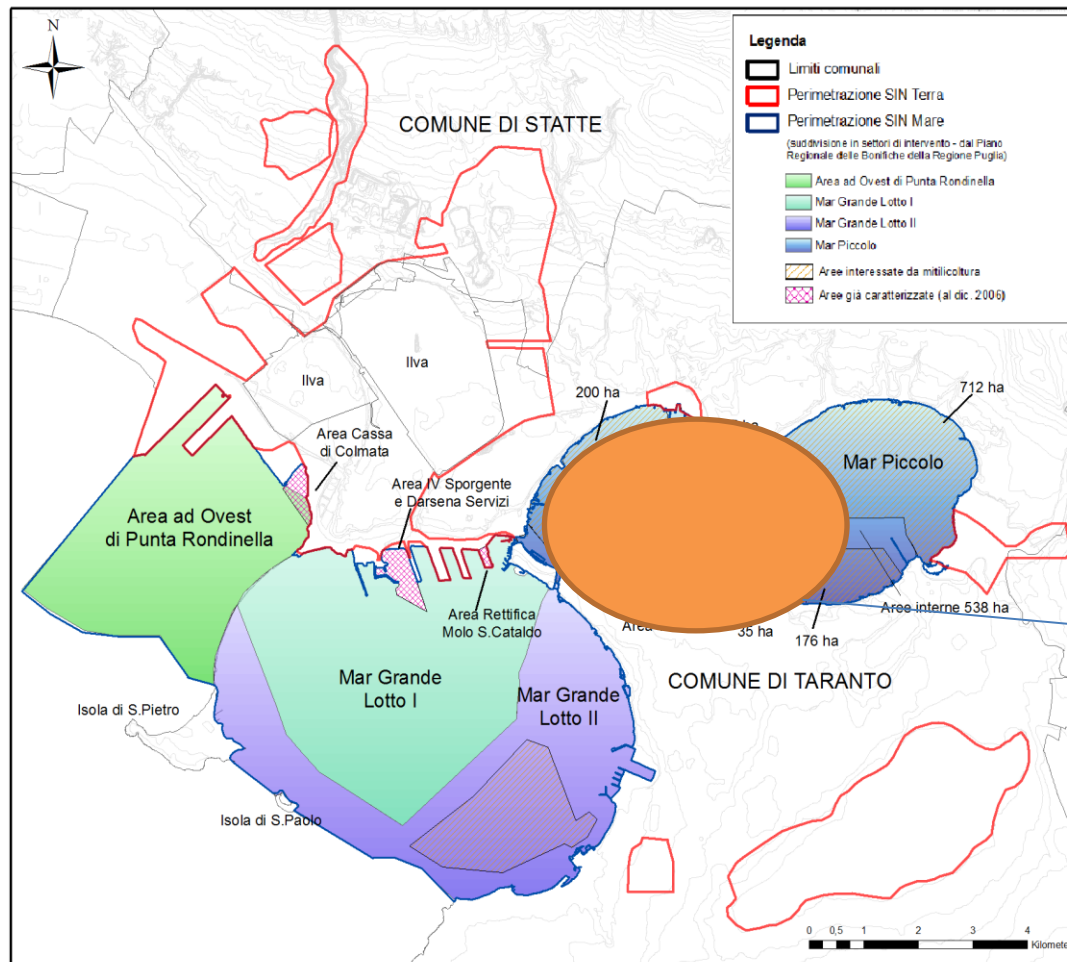 N
Legenda
Limiti comunali
Perimetrazione SIN Terra
Perimetrazione SIN Mare
(suddivisione in settori di intervento - dal Piano
Regionale delle Bonifiche della Regione Puglia)
Area ad Ovest di Punta Rondinella
Mar Grande Lotto I
Mar Grande Lotto II
Mar Piccolo
Aree interessate da mitilicoltura
Aree già caratterizzate (al dic. 2006)
COMUNE DI STATTE
Ilva
Ilva
200 ha
712 ha
ha
Mar Piccolo
Area Cassa
di Colmata
Area IV Sporgente
e Darsena Servizi
Area ad Ovest
di Punta Rondinella
Area Rettifica
Molo S.Cataldo
Area
35 ha
176 ha
Aree interne 538 ha
Mar Grande
Lotto I
Mar Grande
Lotto II
COMUNE DI TARANTO
Isola di S.Pietro
Isola di S.Paolo
0 0,5 1 2 3 4
Kilomete